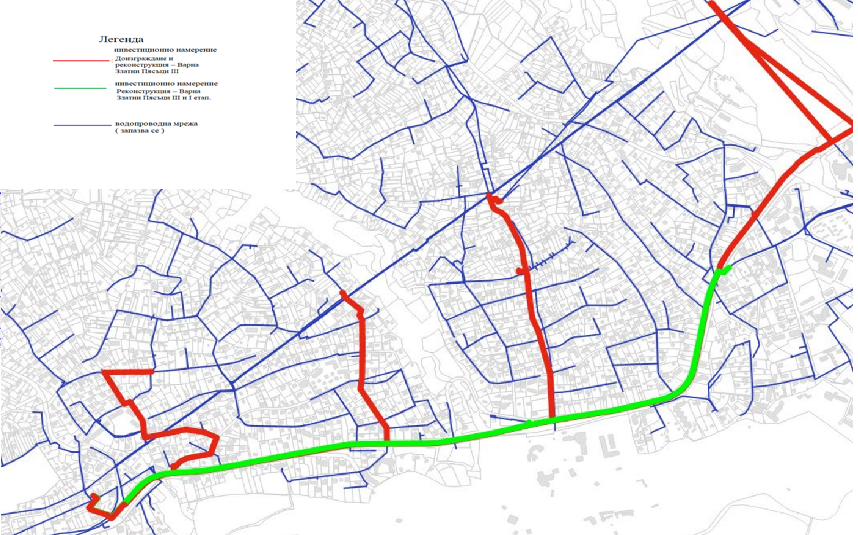 Легенда
инвестиционно намерение
Доизграждане и
реконструкция – Варна
Златни Пясъци III
инвестиционно намерение
Реконструкция – Варна
Златни Пясъци III и I етап.
водопроводна мрежа
( запазва се )